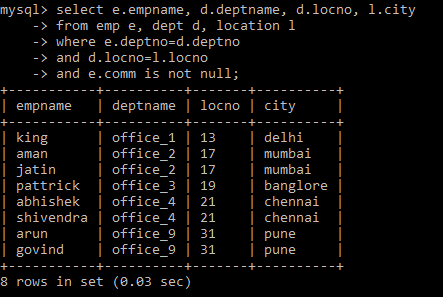 mysql> select e.empname, d.deptname, d.locno, l.city
    -> from emp e, dept d, location l
    -> where e.deptno=d.deptno
    -> and d.locno=l.locno
    -> and e.comm is not null;
+-----------+----------+-------+----------+
| empname   | deptname | locno | city     |
+-----------+----------+-------+----------+
| king      | office_1 | 13    | delhi    |
| aman      | office_2 | 17    | mumbai   |
| jatin     | office_2 | 17    | mumbai   |
| pattrick  | office_3 | 19    | banglore |
| abhishek  | office_4 | 21    | chennai  |
| shivendra | office_4 | 21    | chennai  |
| arun      | office_9 | 31    | pune     |
| govind    | office_9 | 31    | pune     |
+-----------+----------+-------+----------+
8 rows in set (0.03 sec)